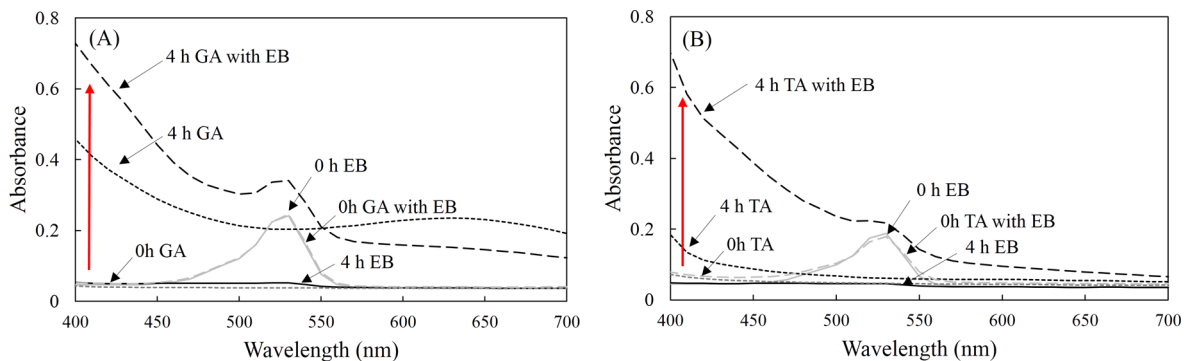 (A)
0.8
0.6
0.4
0.2
0
Absorbance
4 h GA with EB
4 h GA
0 h EB
0h GA with EB
0h GA
4 h EB
400 450 500 550 600 650 700
Wavelength (nm)
(B)
0.8
0.6
0.4
0.2
0
Absorbance
4 h TA with EB
0 h EB
4 h TA
0h TA with EB
0h TA
4 h EB
400 450 500 550 600 650 700
Wavelength (nm)